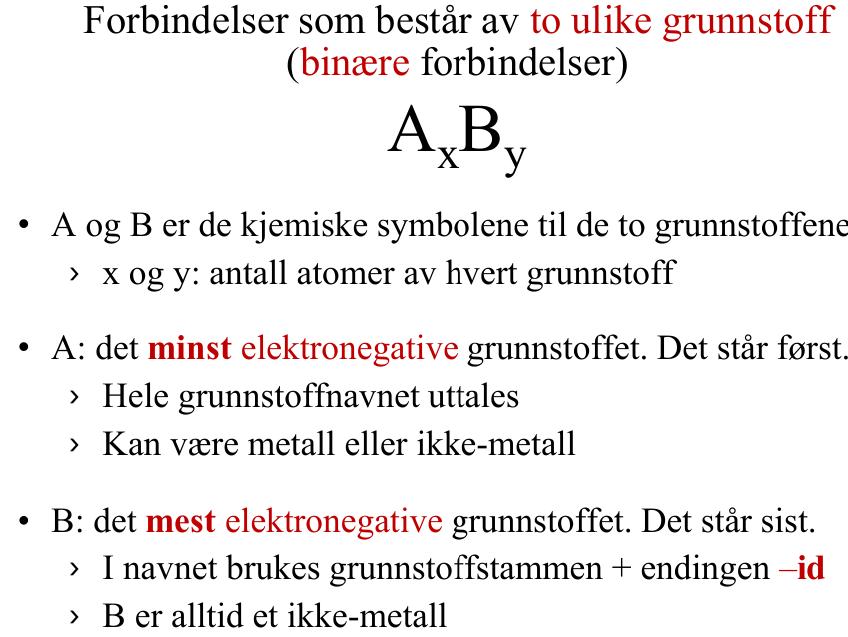 Forbindelser som består av to ulike grunnstoff
(binære forbindelser)
AₓBᵧ
• A og B er de kjemiske symbolene til de to grunnstoffene
› x og y: antall atomer av hvert grunnstoff
• A: det minst elektronegative grunnstoffet. Det står først.
› Hele grunnstoffnavnet uttales
› Kan være metall eller ikke-metall
• B: det mest elektronegative grunnstoffet. Det står sist.
› I navnet brukes grunnstoffstammen + endingen –id
› B er alltid et ikke-metall